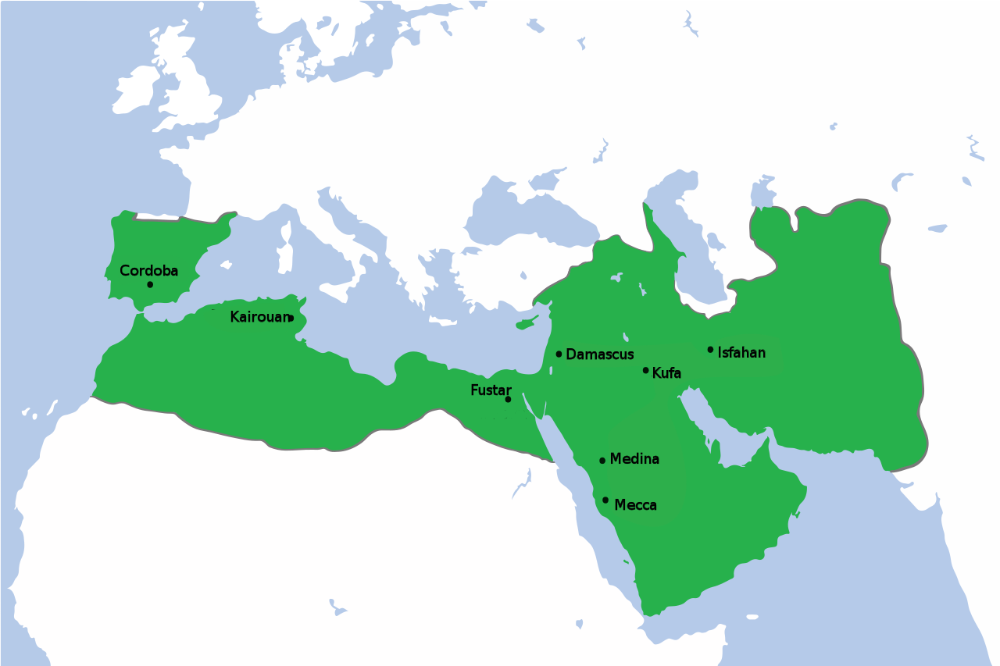 Cordoba
Kairouan
Damascus
Isfahan
Kufa
Fustar
Medina
Mecca